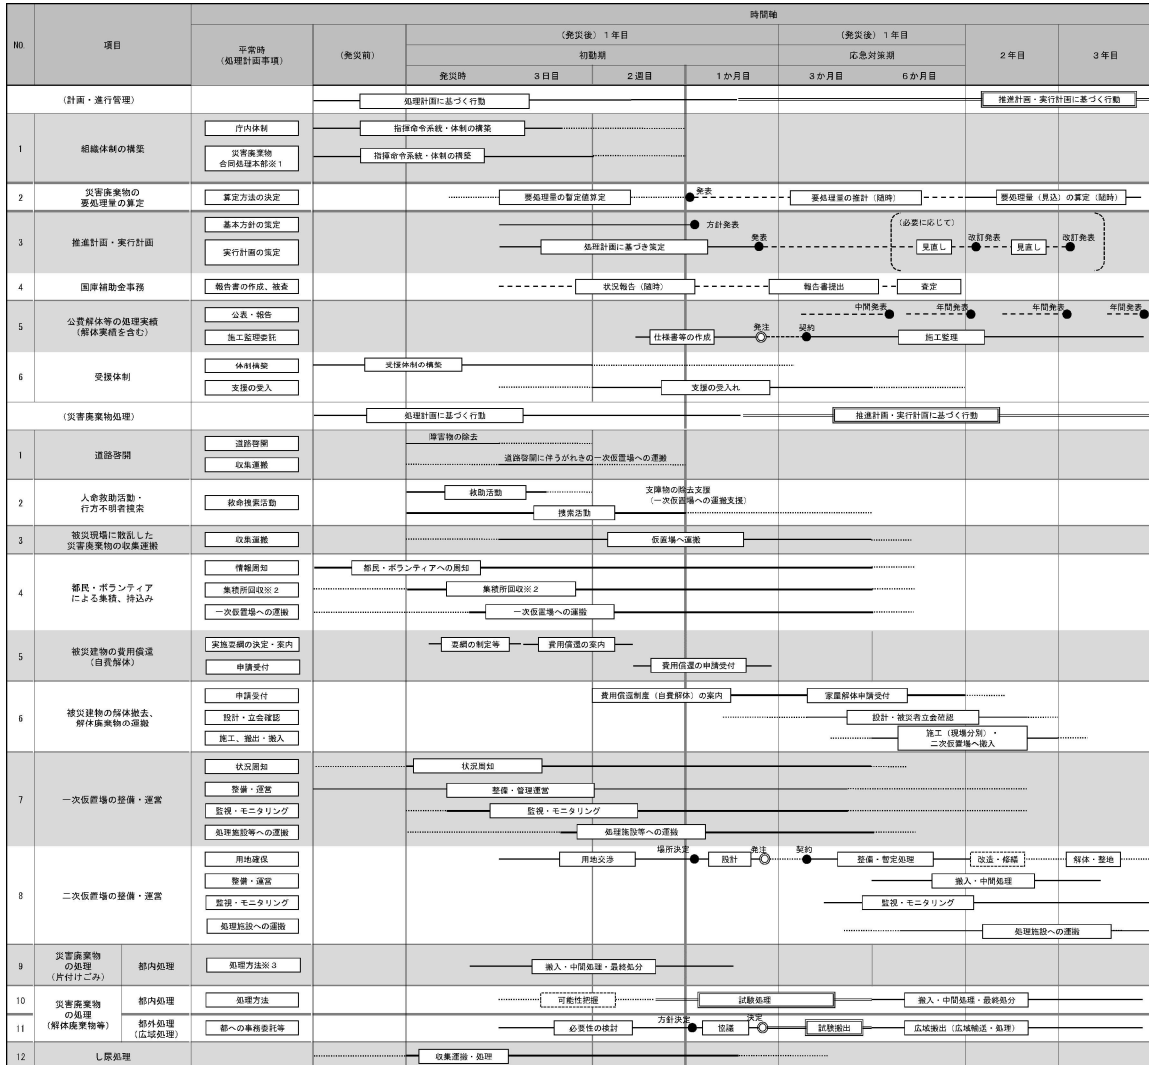 時間軸
NO.
項目
平常時
(処理計画事項)
(発災前)
(発災後) 1年目
(発災後) 1年目
2年目
3年目
初動期
応急対策期
発災時
3日目
2週目
1か月目
3か月目
6か月目
(計画・進行管理)
処理計画に基づく行動
推進計画・実行計画に基づく行動
1
組織体制の構築
庁内体制
指揮命令系統・体制の構築
災害廃棄物
合同処理本部※1
指揮命令系統・体制の構築
2
災害廃棄物の
要処理量の算定
算定方法の決定
要処理量の暫定値算定
発表
要処理量の推計(随時)
要処理量(見込)の算定(随時)
3
推進計画・実行計画
基本方針の策定
方針発表
実行計画の策定
処理計画に基づき策定
発表
(必要に応じて)
見直し
改訂発表
見直し
改訂発表
4
国庫補助金事務
報告書の作成、被査
状況報告(随時)
報告書提出
査定
5
公費解体等の処理実績
(解体実績を含む)
公表・報告
中間発表
年間発表
年間発表
年間発表
施工監理委託
仕様書等の作成
発注
契約
施工監理
6
受援体制
体制構築
受援体制の構築
支援の受入
支援の受入れ
(災害廃棄物処理)
処理計画に基づく行動
推進計画・実行計画に基づく行動
1
道路啓開
道路啓開
障害物の除去
収集運搬
道路啓開に伴うがれきの一次仮置場への運搬
2
人命救助活動・
行方不明者捜索
救命捜索活動
救助活動
支障物の除去支援
(一次仮置場への運搬支援)
捜索活動
3
被災現場に散乱した
災害廃棄物の収集運搬
収集運搬
仮置場へ運搬
4
都民・ボランティア
による集積、持込み
情報周知
都民・ボランティアへの周知
集積所回収※2
集積所回収※2
一次仮置場への運搬
一次仮置場への運搬
5
被災建物の費用償還
(自費解体)
実施要綱の決定・案内
要綱の制定等
費用償還の案内
申請受付
費用償還の申請受付
6
被災建物の解体撤去、
解体廃棄物の運搬
申請受付
費用償還制度(自費解体)の案内
家屋解体申請受付
設計・立会確認
設計・被災者立会確認
施工、搬出・搬入
施工(現場分別)・
二次仮置場へ搬入
7
一次仮置場の整備・運営
状況周知
状況周知
整備・運営
整備・管理運営
監視・モニタリング
監視・モニタリング
処理施設等への運搬
処理施設等への運搬
8
二次仮置場の整備・運営
用地確保
用地交渉
場所決定
設計
発注
契約
整備・暫定処理
改造・修繕
解体・整地
整備・運営
搬入・中間処理
監視・モニタリング
監視・モニタリング
処理施設への運搬
処理施設への運搬
9
災害廃棄物
の処理
(片付けごみ)
都内処理
処理方法※3
搬入・中間処理・最終処分
10
災害廃棄物
の処理
(解体廃棄物等)
都内処理
処理方法
可能性把握
試験処理
搬入・中間処理・最終処分
11
都外処理
(広域処理)
都への事務委託等
必要性の検討
方針決定
協議
決定
試験搬出
広域搬出(広域輸送・処理)
12
し尿処理
収集運搬・処理